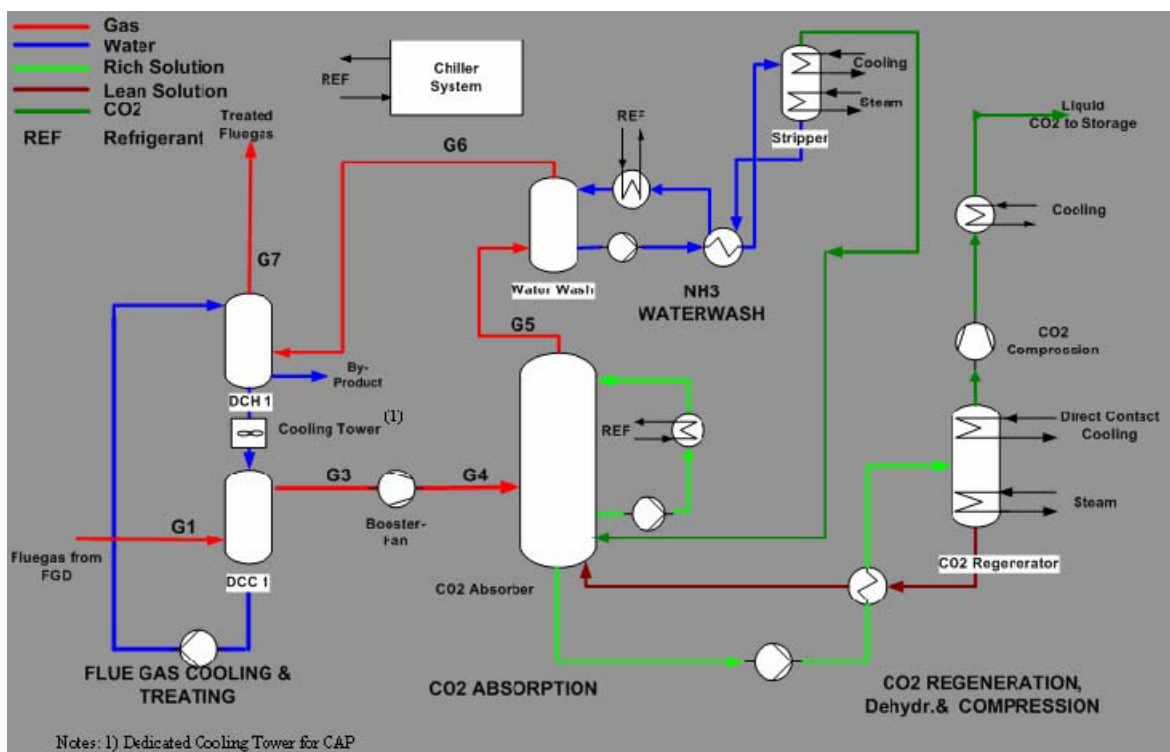 Gas
Water
Rich Solution
Lean Solution
CO2
REF Refrigerant
Treated
Fluegas
REF
Chiller
System
Cooling
Steam
Stripper
Liquid
CO2 to Storage
G6
REF
Cooling
G7
Water Wash
NH3
WATERWASH
G5
CO2
Compression
By-
Product
DCH 1
Cooling Tower (1)
REF
Direct Contact
Cooling
G3
G4
Steam
G1
Booster-
Fan
Fluegas from
FGD
DCC 1
CO2 Absorber
CO2 Regenerator
FLUE GAS COOLING &
TREATING
CO2 ABSORPTION
CO2 REGENERATION,
Dehydr.& COMPRESSION
Notes: 1) Dedicated Cooling Tower for CAP